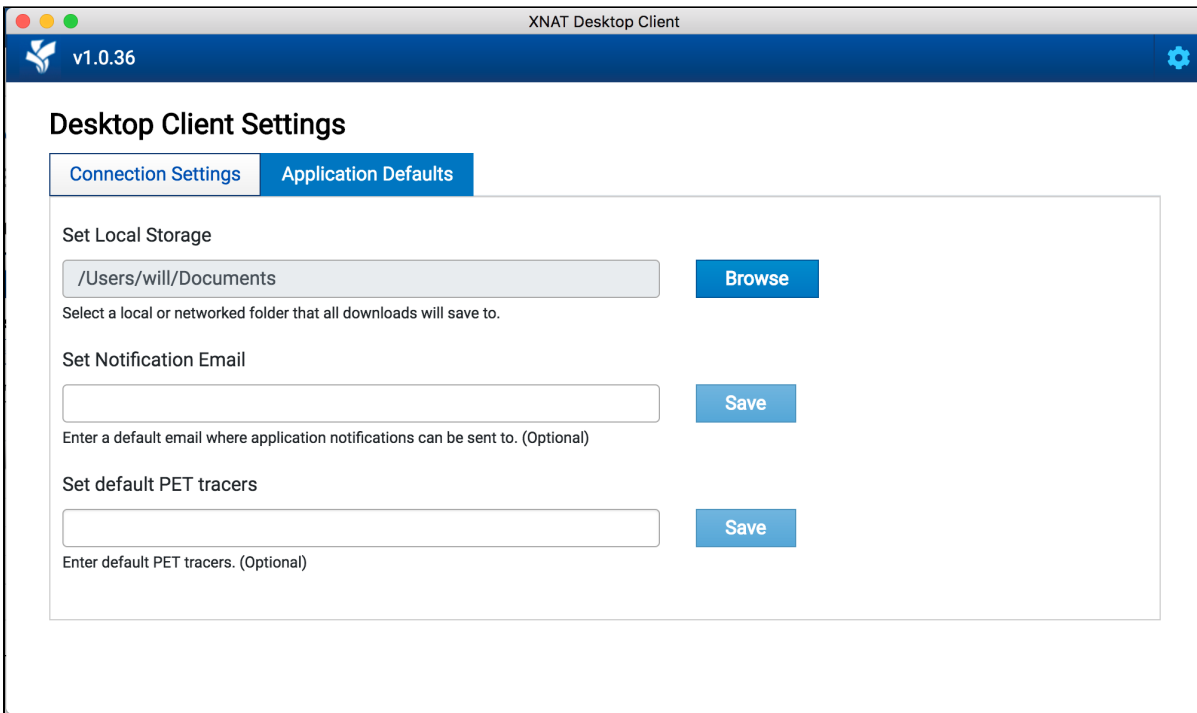 XNAT Desktop Client
v1.0.36
Desktop Client Settings
Connection Settings
Application Defaults
Set Local Storage
/Users/will/Documents
Browse
Select a local or networked folder that all downloads will save to.
Set Notification Email
Save
Enter a default email where application notifications can be sent to. (Optional)
Set default PET tracers
Save
Enter default PET tracers. (Optional)